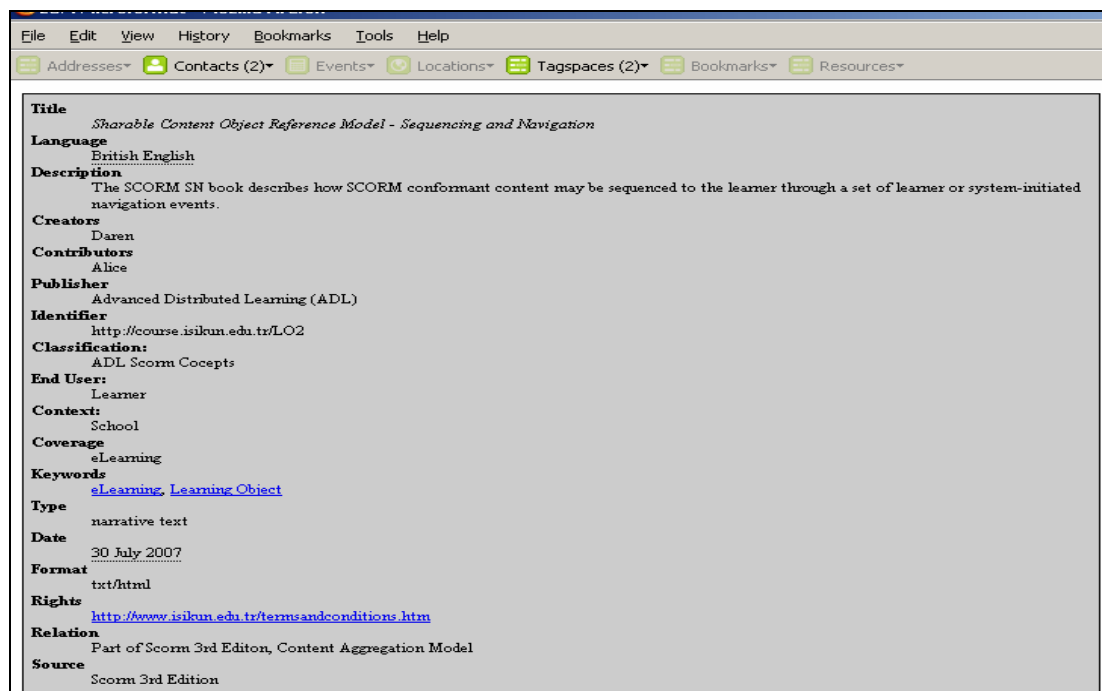 File Edit View History Bookmarks Tools Help
Addresses Contacts (2) Events Locations Tagspaces (2) Bookmarks Resources
Title
Sharable Content Object Reference Model - Sequencing and Navigation
Language
British English
Description
The SCORM SN book describes how SCORM conformant content may be sequenced to the learner through a set of learner or system-initiated
navigation events.
Creators
Daren
Contributors
Alice
Publisher
Advanced Distributed Learning (ADL)
Identifier
http://course.isikun.edu.tr/LO2
Classification:
ADL Scorm Cocepts
End User:
Learner
Context:
School
Coverage
eLearning
Keywords
eLearning, Learning Object
Type
narrative text
Date
30 July 2007
Format
txt/html
Rights
http://www.isikun.edu.tr/termsandconditions.htm
Relation
Part of Scorm 3rd Editon, Content Aggregation Model
Source
Scorm 3rd Edition